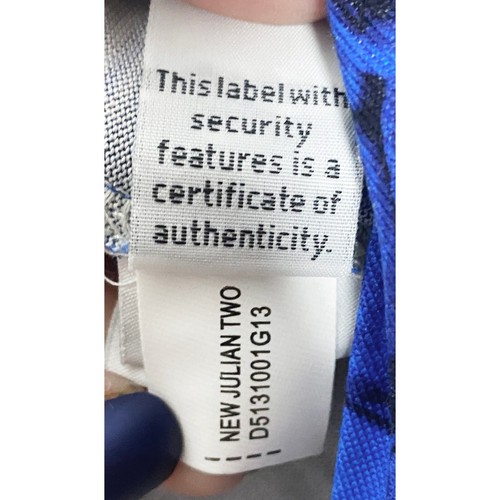 This label with
security
features is a
certificate of
authenticity.
NEW JULIAN TWO
D5131001G13